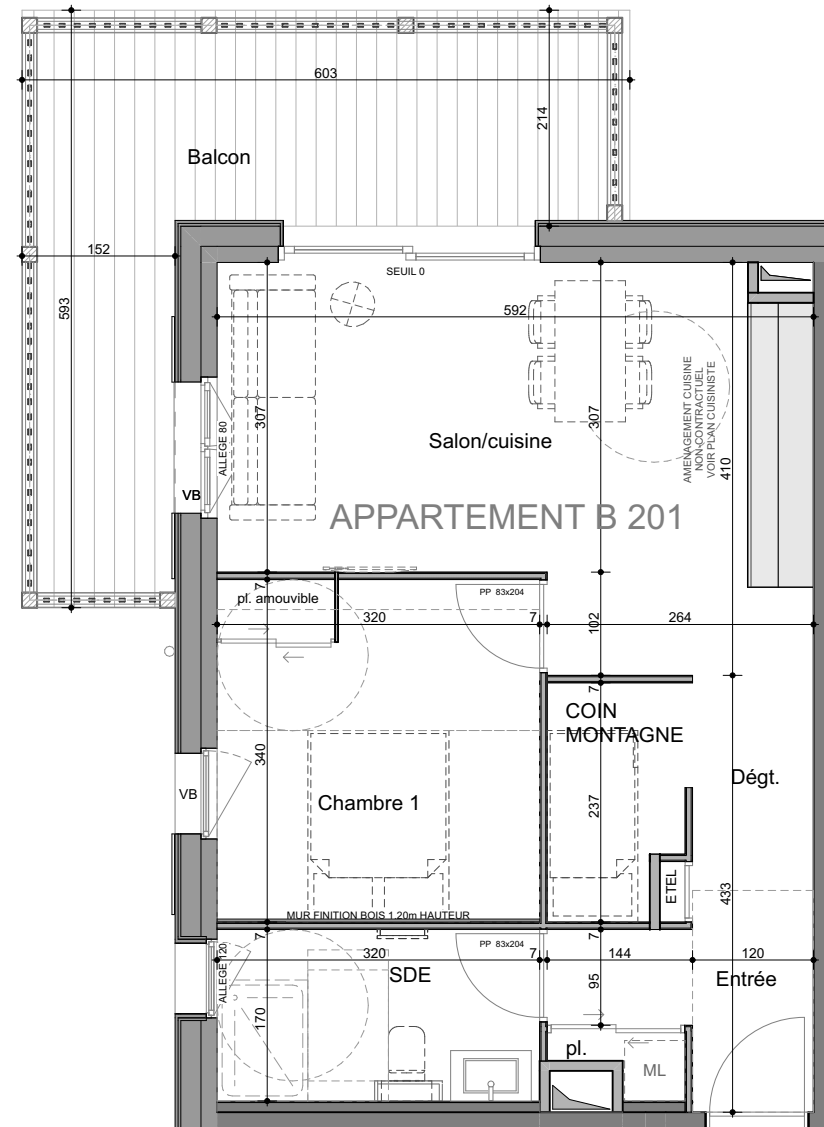 603
214
Balcon
152
593
SEUIL 0
592
307
ALLEGE 80
307
AMENAGEMENT CUISINE
NON-CONTRACTUEL
VOIR PLAN CUISINISTE
410
Salon/cuisine
VB
APPARTEMENT B 201
7
pl. amouvible
PP 83x204
320
7
102
264
7
COIN
MONTAGNE
340
Dégt.
VB
Chambre 1
237
ETEL
433
MUR FINITION BOIS 1.20m HAUTEUR
7
7
ALLEGE 120
320
PP 83x204
7
144
120
SDE
95
Entrée
170
pl.
ML